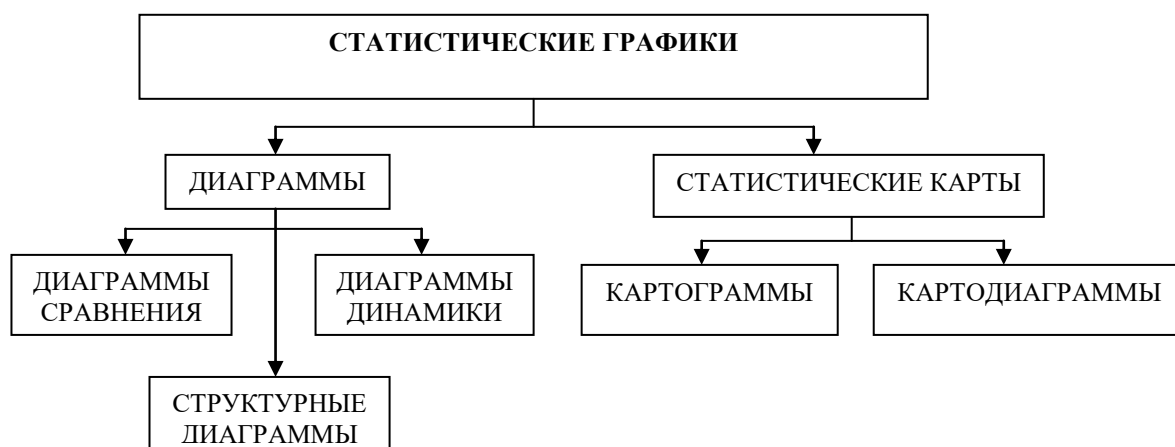 СТАТИСТИЧЕСКИЕ ГРАФИКИ
ДИАГРАММЫ
СТАТИСТИЧЕСКИЕ КАРТЫ
ДИАГРАММЫ
СРАВНЕНИЯ
ДИАГРАММЫ
ДИНАМИКИ
КАРТОГРАММЫ
КАРТОДИАГРАММЫ
СТРУКТУРНЫЕ
ДИАГРАММЫ